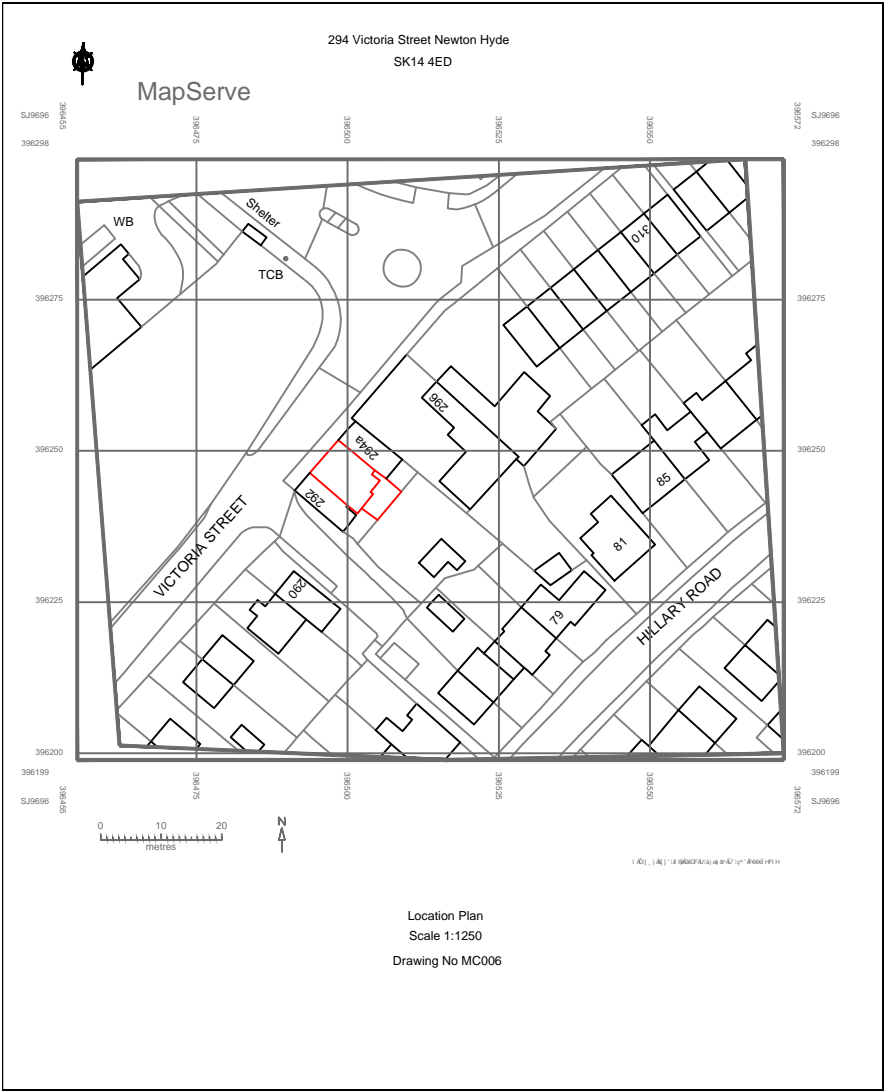 294 Victoria Street Newton Hyde
SK14 4ED
MapServe
SJ9696
396298
396455
396475
396500
396525
396550
396572
SJ9696
396298
WB
Shelter
TCB
310
396275
396275
296
294a
396250
396250
292
85
81
VICTORIA STREET
290
79
HILLARY ROAD
396225
396225
396200
396200
396199
SJ9696
396455
396475
396500
396525
396550
396572
396199
SJ9696
0 10 20
metres
N
Location Plan
Scale 1:1250
Drawing No MC006